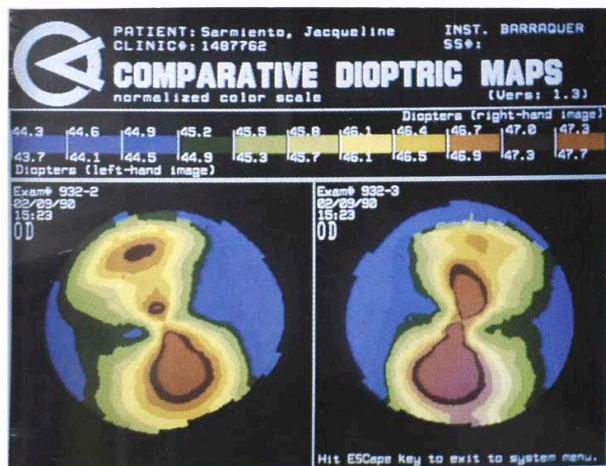 PATIENT: Sarmiento, Jacqueline INST. BARRAQUER
CLINIC#: 1487762 SS#:
COMPARATIVE DIOPTRIC MAPS
normalized color scale (Vers: 1.3)
Diopters (right-hand image)
44.3 44.6 44.9 45.2 45.5 45.8 46.1 46.4 46.7 47.0 47.3
43.7 44.1 44.5 44.9 45.3 45.7 46.1 46.5 46.9 47.3 47.7
Diopters (left-hand image)
Exam# 932-2
02/09/90
15:23
OD
Exam# 932-3
02/09/90
15:23
OD
Hit ESCape key to exit to system menu.